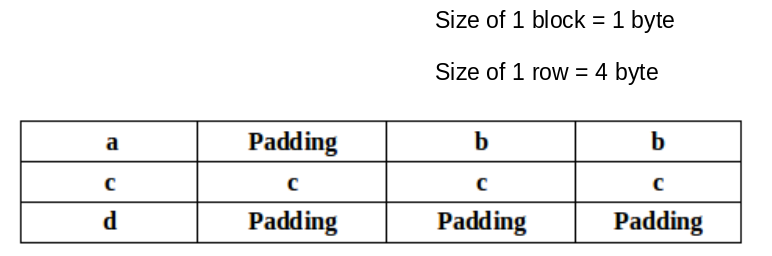 Size of 1 block = 1 byte
Size of 1 row = 4 byte
a Padding b b
c c c c
d Padding Padding Padding